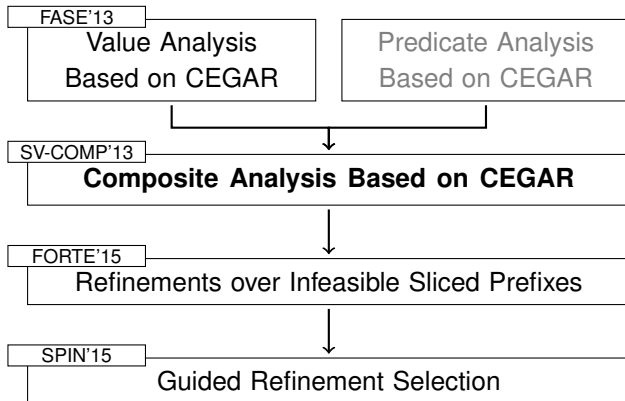 FASE'13
Value Analysis
Based on CEGAR
Predicate Analysis
Based on CEGAR
SV-COMP'13
Composite Analysis Based on CEGAR
FORTE'15
Refinements over Infeasible Sliced Prefixes
SPIN'15
Guided Refinement Selection